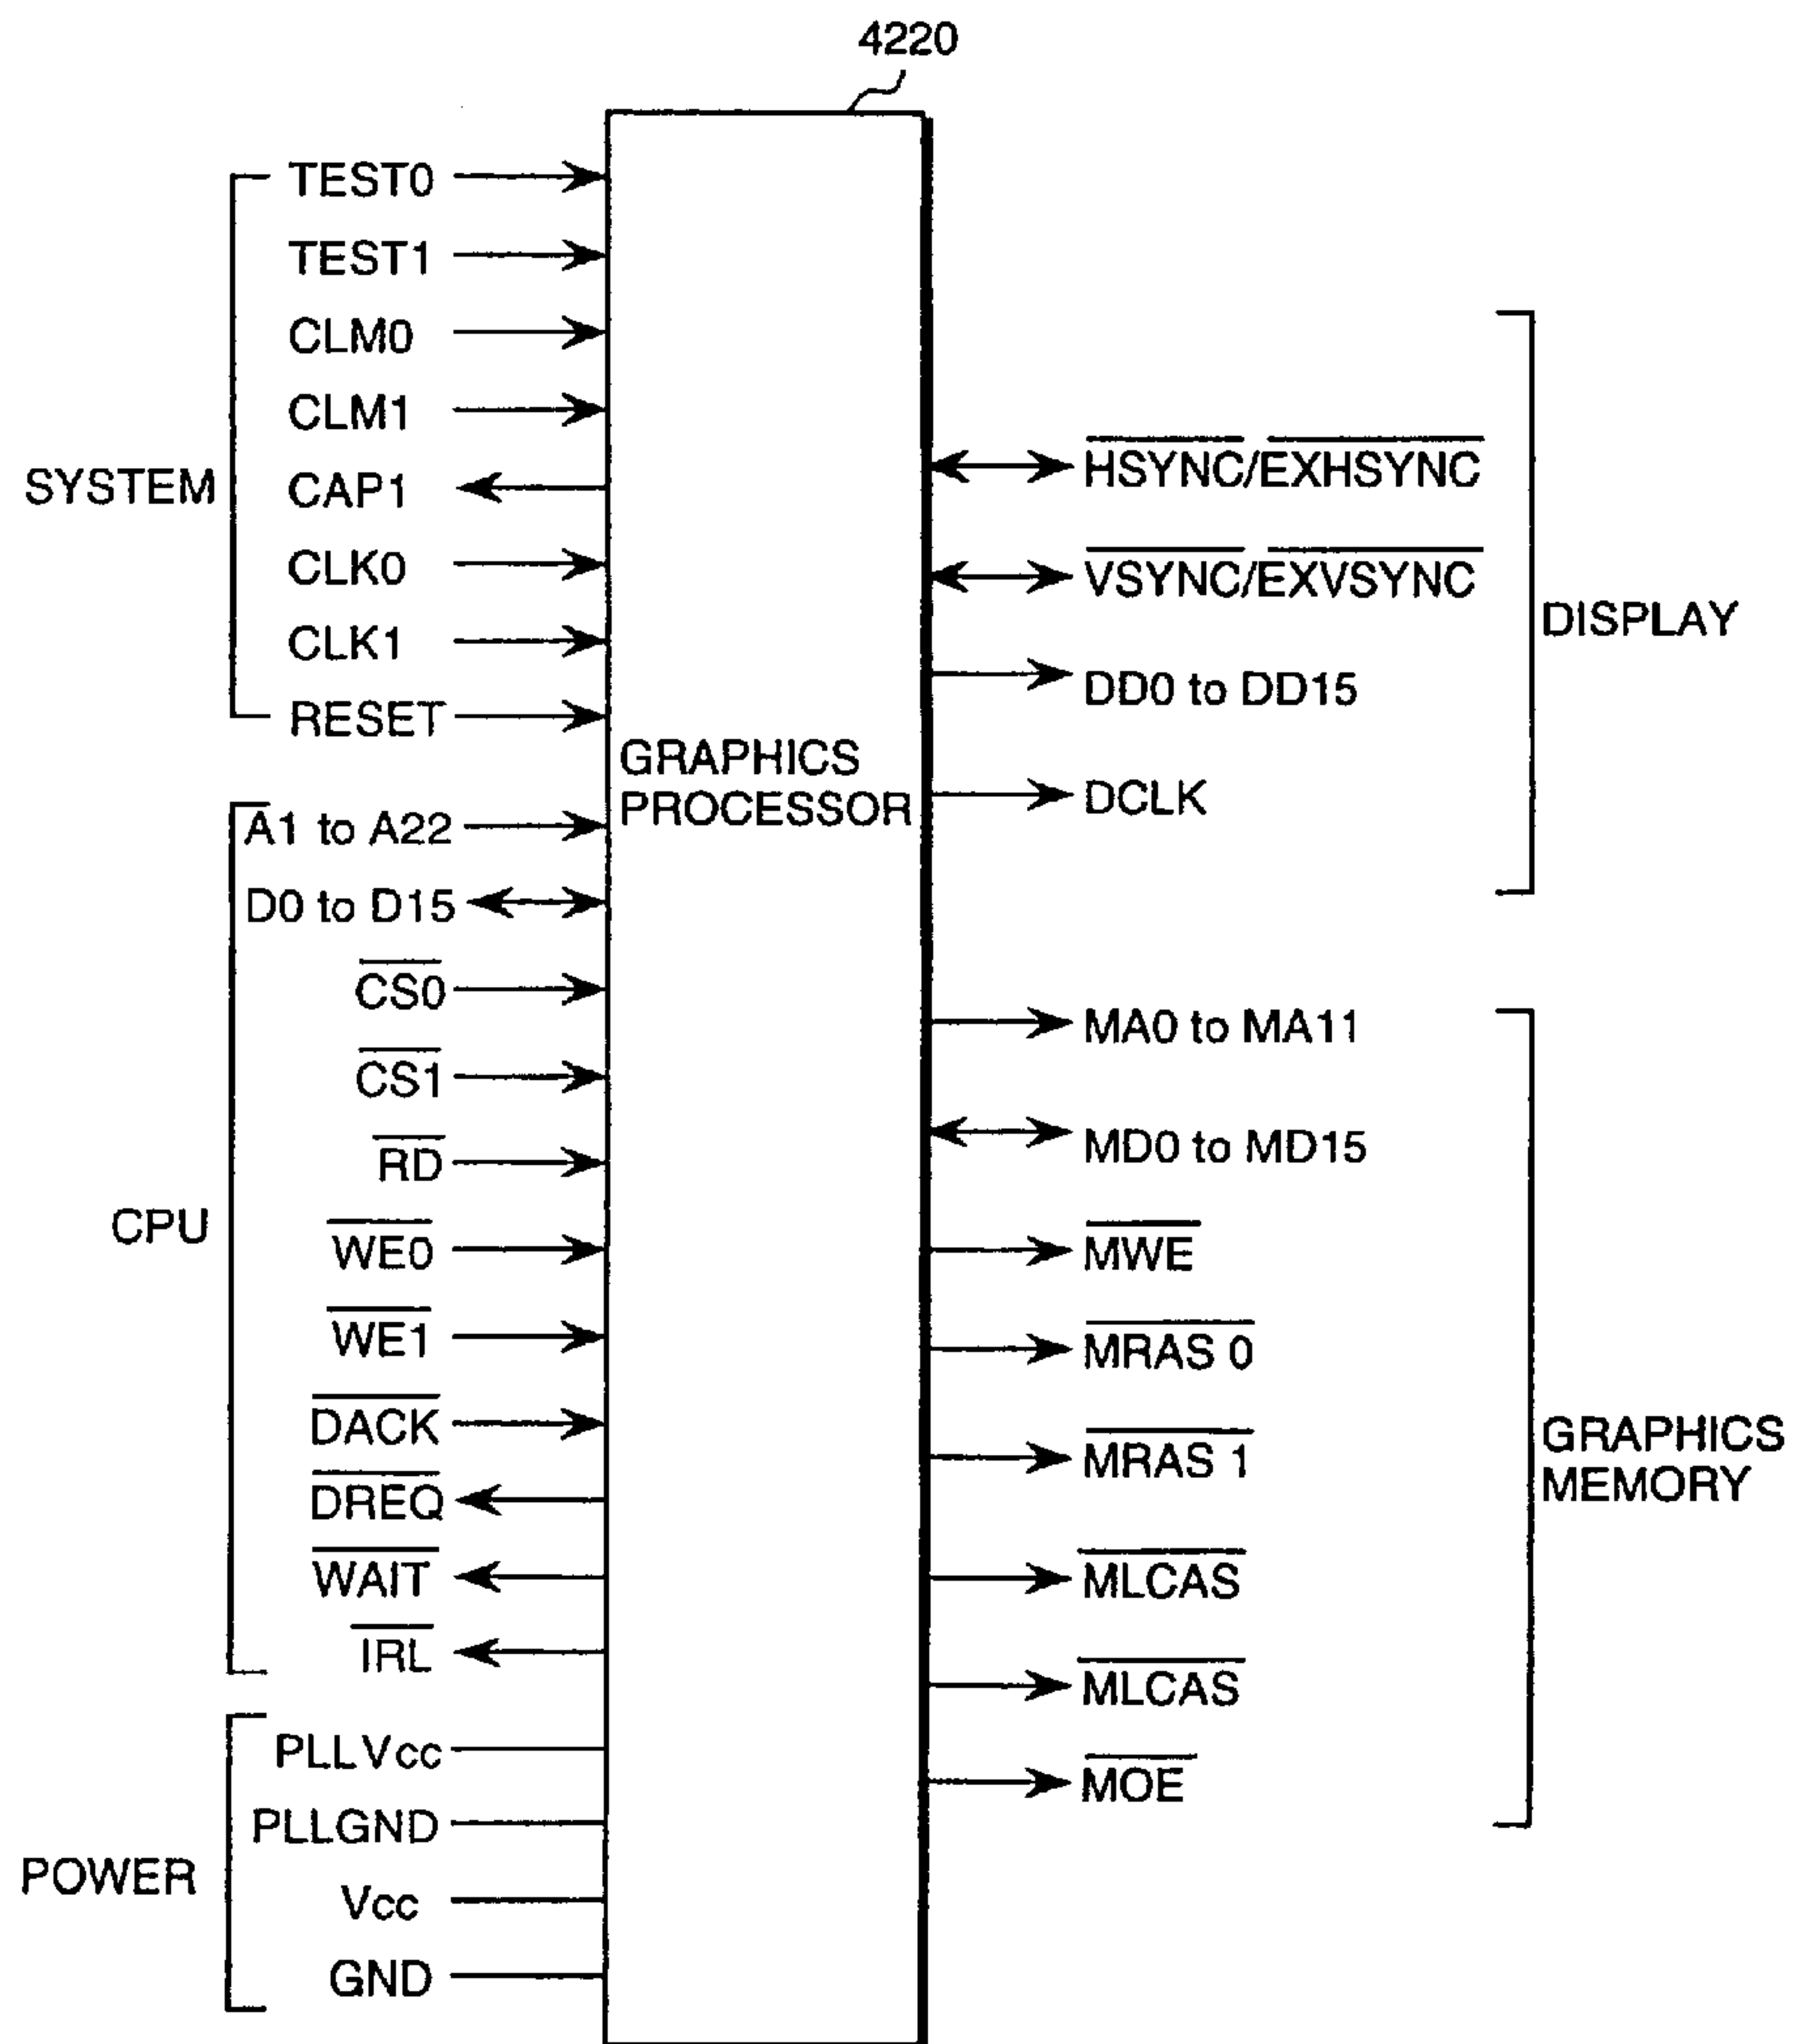 4220
SYSTEM
TEST0
TEST1
CLM0
CLM1
CAP1
CLK0
CLK1
RESET
CPU
A1 to A22
D0 to D15
CS0
CS1
RD
WE0
WE1
DACK
DREQ
WAIT
IRL
POWER
PLLVcc
PLLGND
Vcc
GND
GRAPHICS
PROCESSOR
HSYNC/EXHSYNC
VSYNC/EXVSYNC
DD0 to DD15
DCLK
DISPLAY
MA0 to MA11
MD0 to MD15
MWE
MRAS 0
MRAS 1
MLCAS
MLCAS
MOE
GRAPHICS
MEMORY